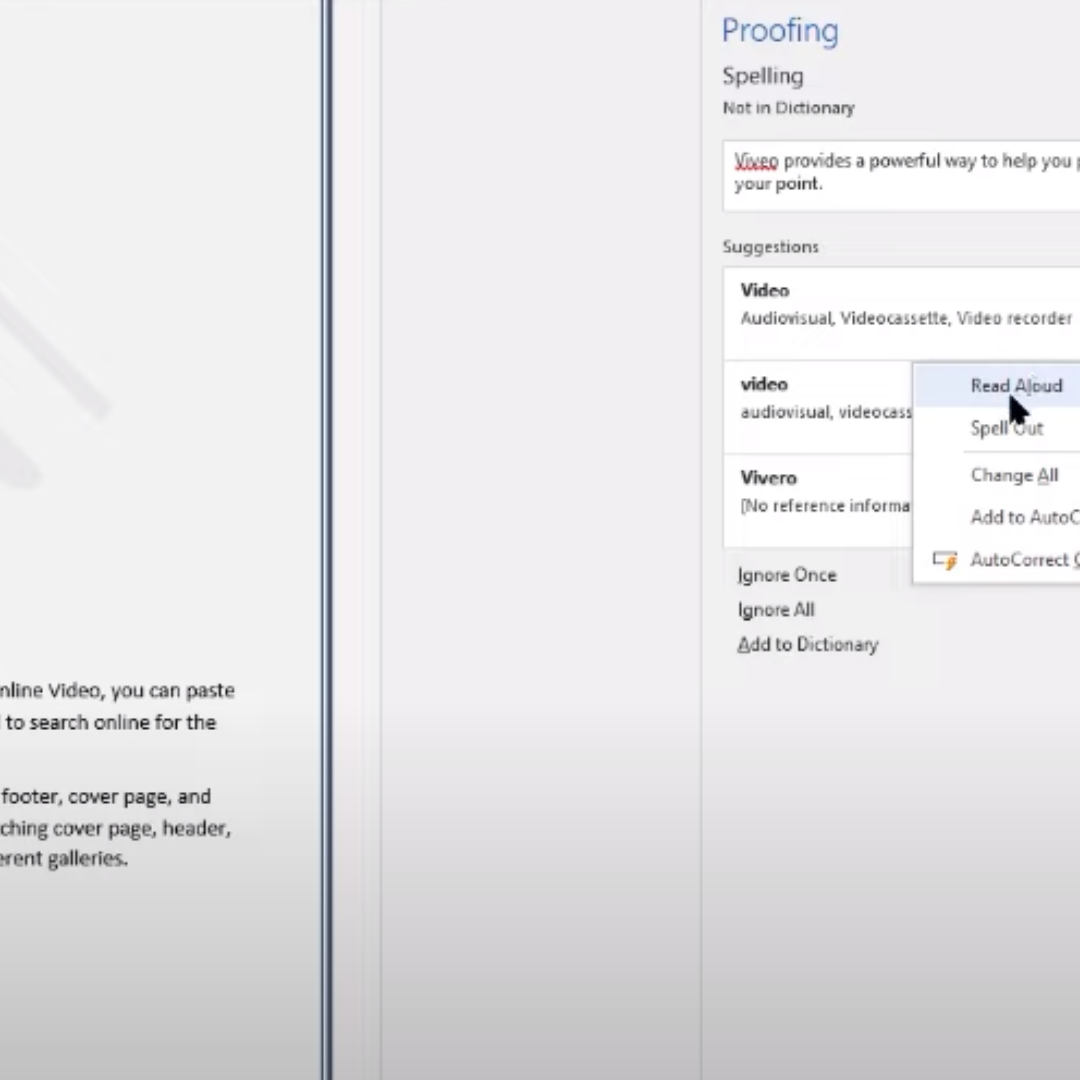 nline Video, you can paste
to search online for the
footer, cover page, and
ching cover page, header,
erent galleries.
Proofing
Spelling
Not in Dictionary
Viveo provides a powerful way to help you p
your point.
Suggestions
Video
Audiovisual, Videocassette, Video recorder
video
audiovisual, videocass
Vivero
[No reference informa
Read Aloud
Spell Out
Change All
Add to AutoC
AutoCorrect O
Ignore Once
Ignore All
Add to Dictionary